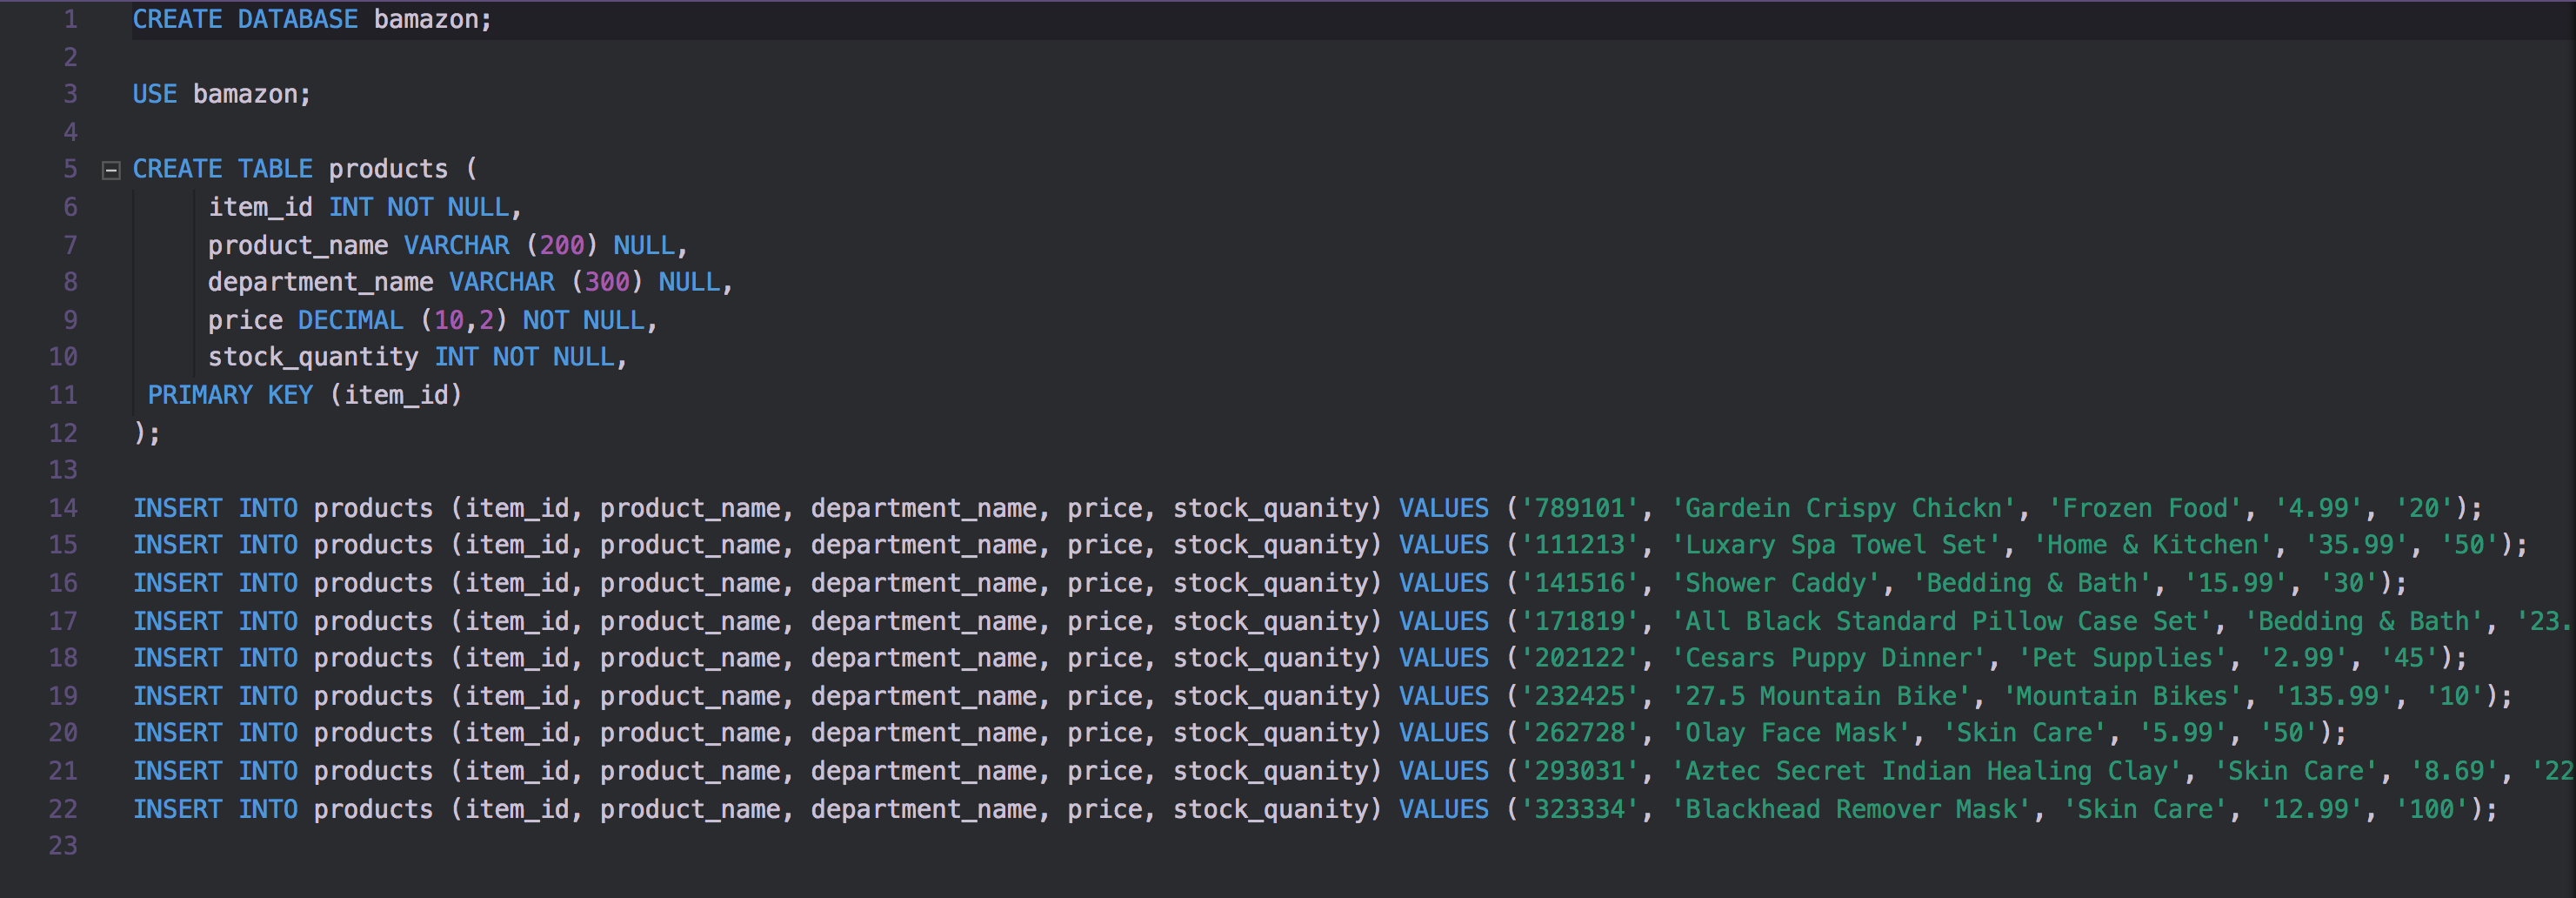 1 CREATE DATABASE bamazon;
2
3 USE bamazon;
4
5 CREATE TABLE products (
6 item_id INT NOT NULL,
7 product_name VARCHAR (200) NULL,
8 department_name VARCHAR (300) NULL,
9 price DECIMAL (10,2) NOT NULL,
10 stock_quantity INT NOT NULL,
11 PRIMARY KEY (item_id)
12 );
13
14 INSERT INTO products (item_id, product_name, department_name, price, stock_quanity) VALUES ('789101', 'Gardein Crispy Chickn', 'Frozen Food', '4.99', '20');
15 INSERT INTO products (item_id, product_name, department_name, price, stock_quanity) VALUES ('111213', 'Luxary Spa Towel Set', 'Home & Kitchen', '35.99', '50');
16 INSERT INTO products (item_id, product_name, department_name, price, stock_quanity) VALUES ('141516', 'Shower Caddy', 'Bedding & Bath', '15.99', '30');
17 INSERT INTO products (item_id, product_name, department_name, price, stock_quanity) VALUES ('171819', 'All Black Standard Pillow Case Set', 'Bedding & Bath', '23.
18 INSERT INTO products (item_id, product_name, department_name, price, stock_quanity) VALUES ('202122', 'Cesars Puppy Dinner', 'Pet Supplies', '2.99', '45');
19 INSERT INTO products (item_id, product_name, department_name, price, stock_quanity) VALUES ('232425', '27.5 Mountain Bike', 'Mountain Bikes', '135.99', '10');
20 INSERT INTO products (item_id, product_name, department_name, price, stock_quanity) VALUES ('262728', 'Olay Face Mask', 'Skin Care', '5.99', '50');
21 INSERT INTO products (item_id, product_name, department_name, price, stock_quanity) VALUES ('293031', 'Aztec Secret Indian Healing Clay', 'Skin Care', '8.69', '22
22 INSERT INTO products (item_id, product_name, department_name, price, stock_quanity) VALUES ('323334', 'Blackhead Remover Mask', 'Skin Care', '12.99', '100');
23